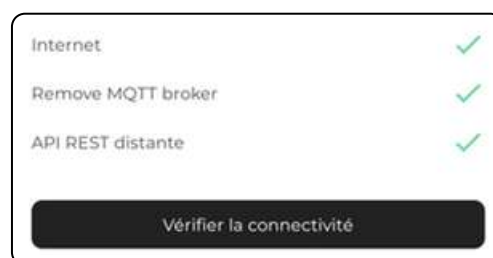 Internet
Remove MQTT broker
API REST distante
Vérifier la connectivité